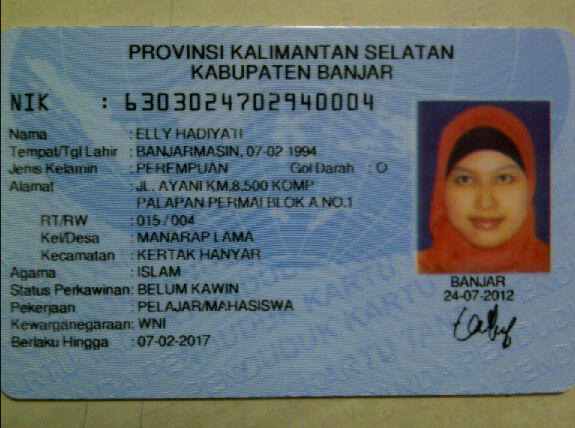 PROVINSI KALIMANTAN SELATAN
KABUPATEN BANJAR
NIK : 6303024702940004
Nama : ELLY HADIYATI
Tempat/Tgl Lahir : BANJARMASIN, 07-02 1994
Jenis Kelamin : PEREMPUAN Gol Darah : O
Alamat : JL. AYANI KM.8,500 KOMP
PALAPAN PERMAI BLOK A NO.1
RT/RW : 015 / 004
Kel/Desa : MANARAP LAMA
Kecamatan : KERTAK HANYAR
Agama : ISLAM
Status Perkawinan: BELUM KAWIN
Pekerjaan : PELAJAR/MAHASISWA
Kewarganegaraan: WNI
Berlaku Hingga : 07-02-2017
BANJAR
24-07-2012